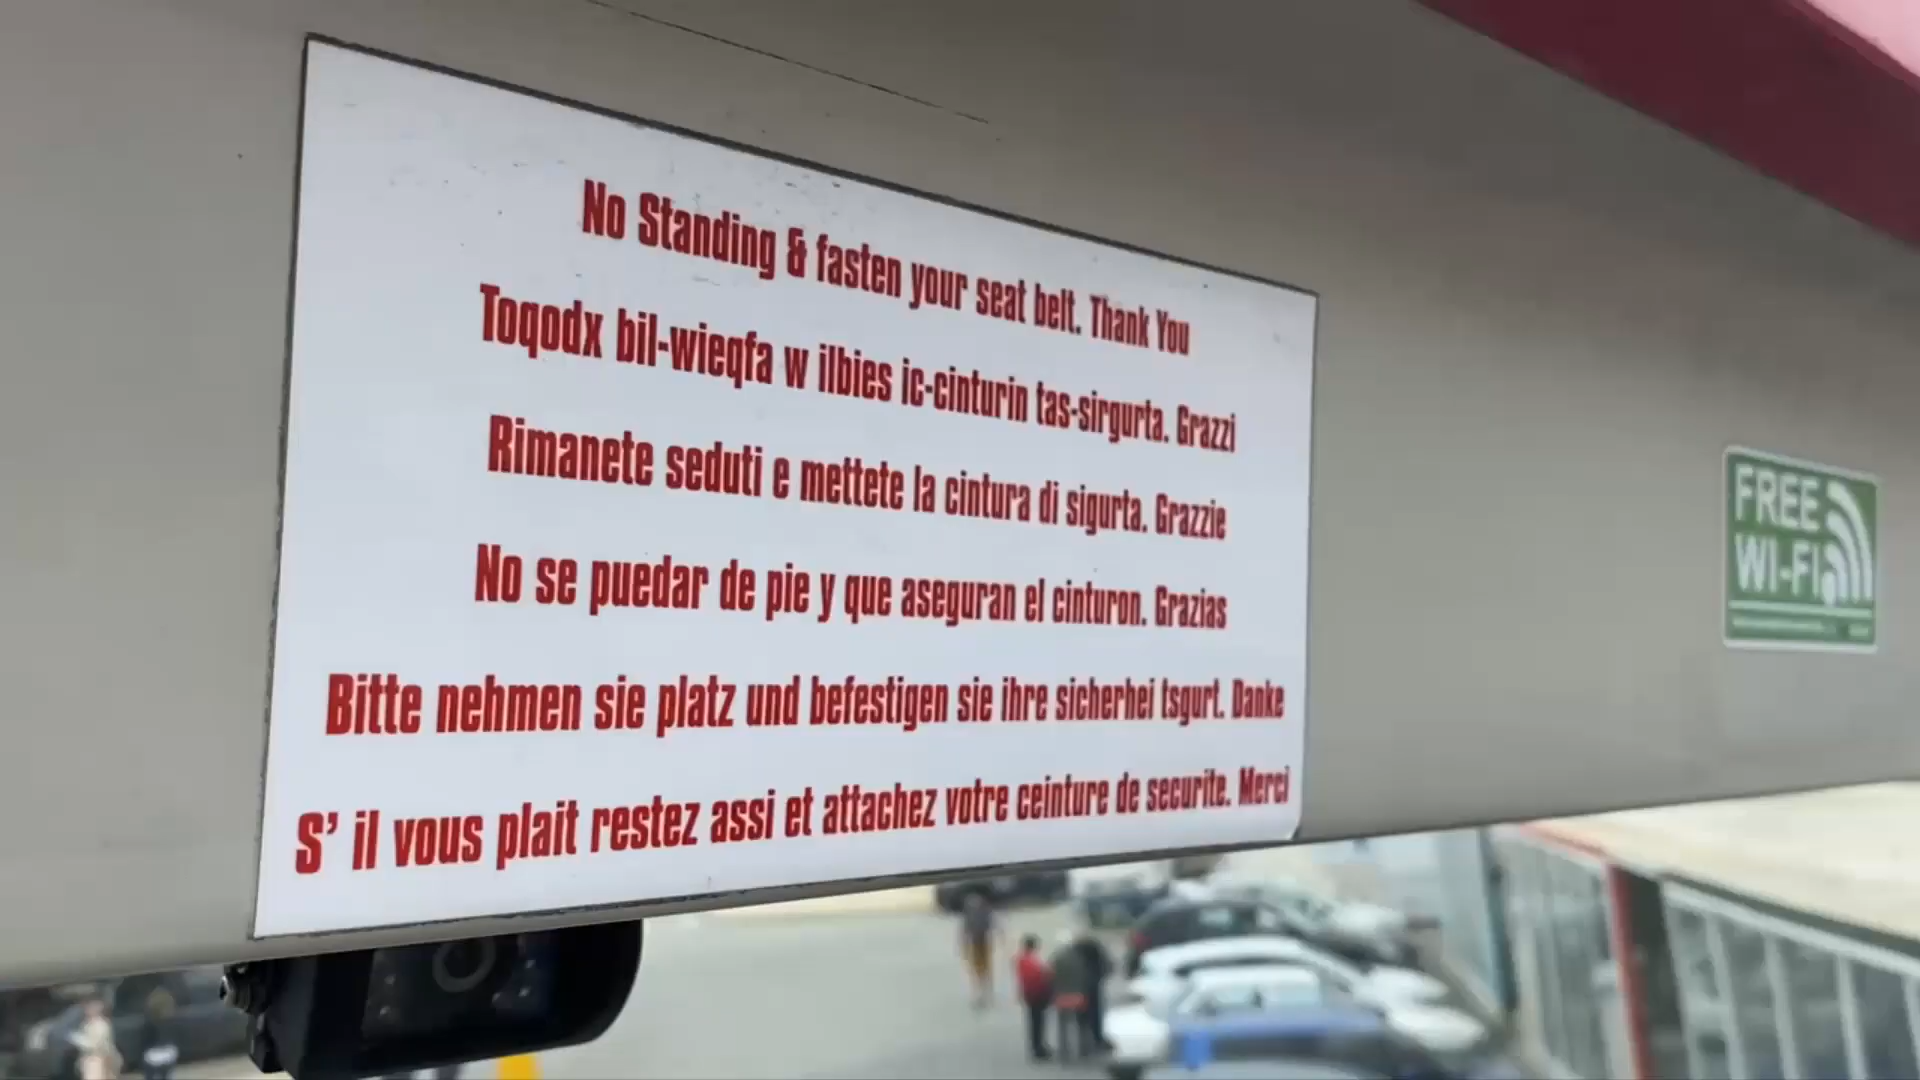 No Standing & fasten your seat belt. Thank You
Toqodx bil-wieqfa w ilbies ic-cinturin tas-sirgurta. Grazzi
Rimanete seduti e mettete la cintura di sigurta. Grazzie
No se puedar de pie y que aseguran el cinturon. Grazias
Bitte nehmen sie platz und befestigen sie ihre sicherhei tsgurt. Danke
S' il vous plait restez assi et attachez votre ceinture de securite. Merci
FREE
WI-FI